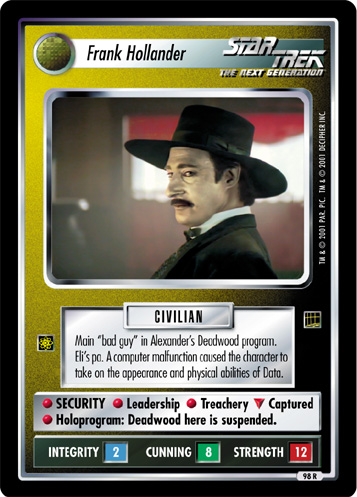 Frank Hollander
STAR TREK
THE NEXT GENERATION
TM & © 2001 PAR. PIC. TM & © 2001 DECIPHER INC.
CIVILIAN
Main "bad guy" in Alexander's Deadwood program.
Eli's pa. A computer malfunction caused the character to
take on the appearance and physical abilities of Data.
SECURITY Leadership Treachery Captured
Holoprogram: Deadwood here is suspended.
INTEGRITY 2 CUNNING 8 STRENGTH 12
98 R